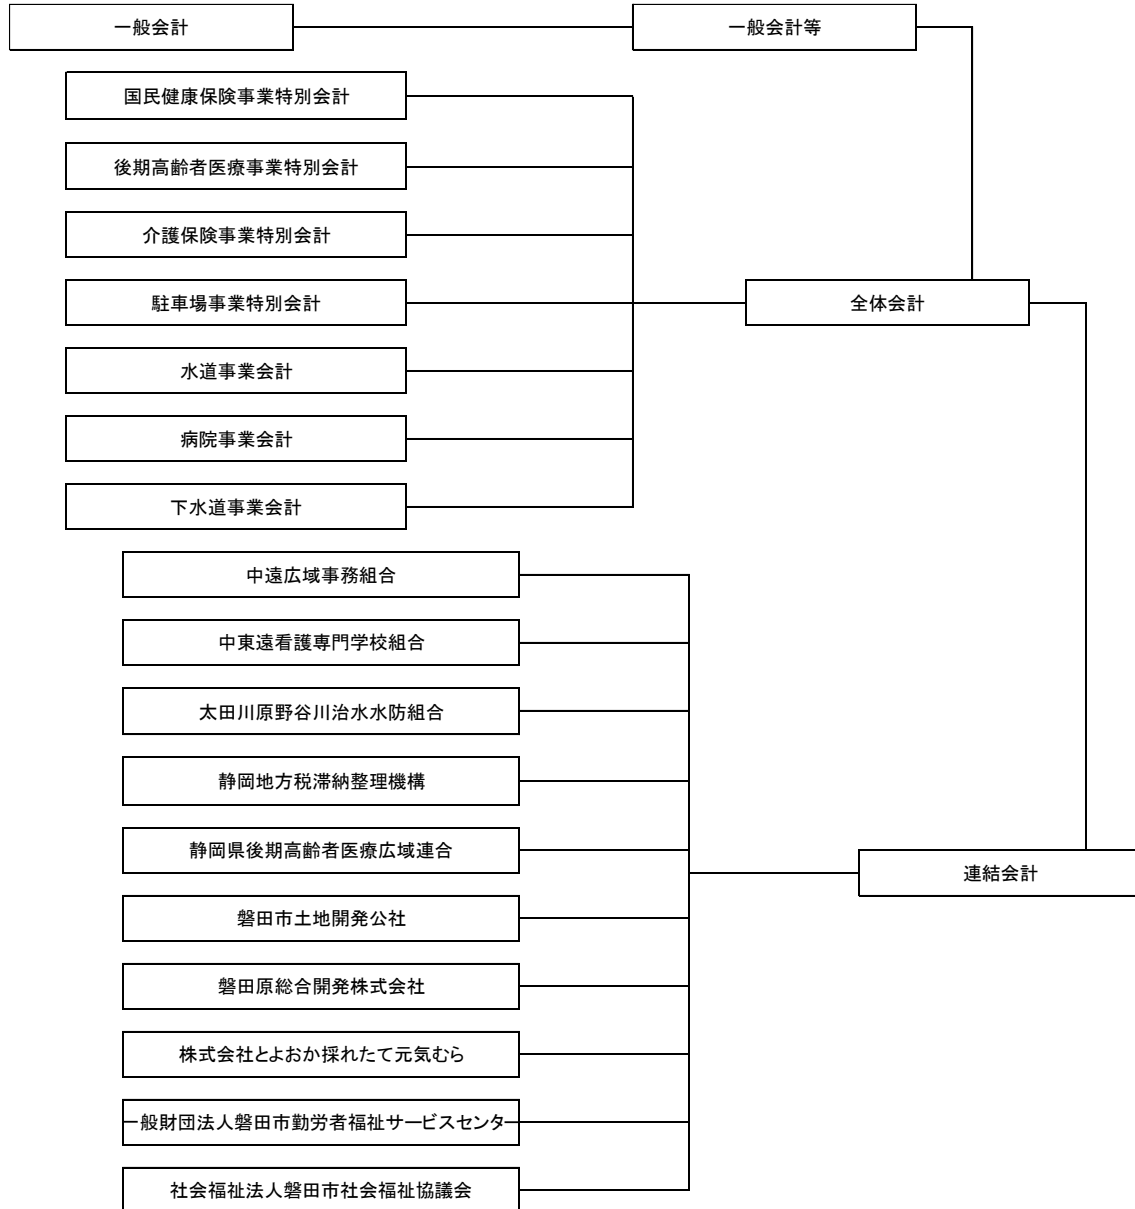 一般会計
一般会計等
国民健康保険事業特別会計
後期高齢者医療事業特別会計
介護保険事業特別会計
駐車場事業特別会計
全体会計
水道事業会計
病院事業会計
下水道事業会計
中遠広域事務組合
中東遠看護専門学校組合
太田川原野谷川治水水防組合
静岡地方税滞納整理機構
静岡県後期高齢者医療広域連合
連結会計
磐田市土地開発公社
磐田原総合開発株式会社
株式会社とよおか採れたて元気むら
一般財団法人磐田市勤労者福祉サービスセンター
社会福祉法人磐田市社会福祉協議会